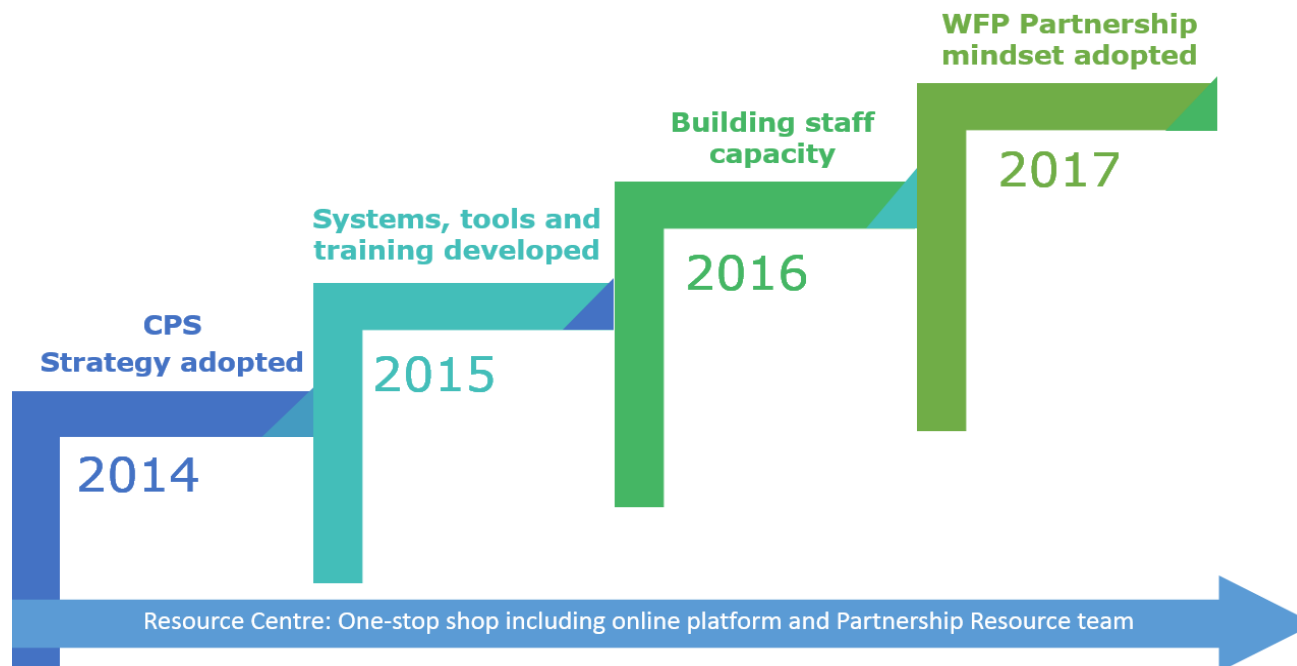 WFP Partnership
mindset adopted
Building staff
capacity
2017
Systems, tools and
training developed
2016
CPS
Strategy adopted
2015
2014
Resource Centre: One-stop shop including online platform and Partnership Resource team